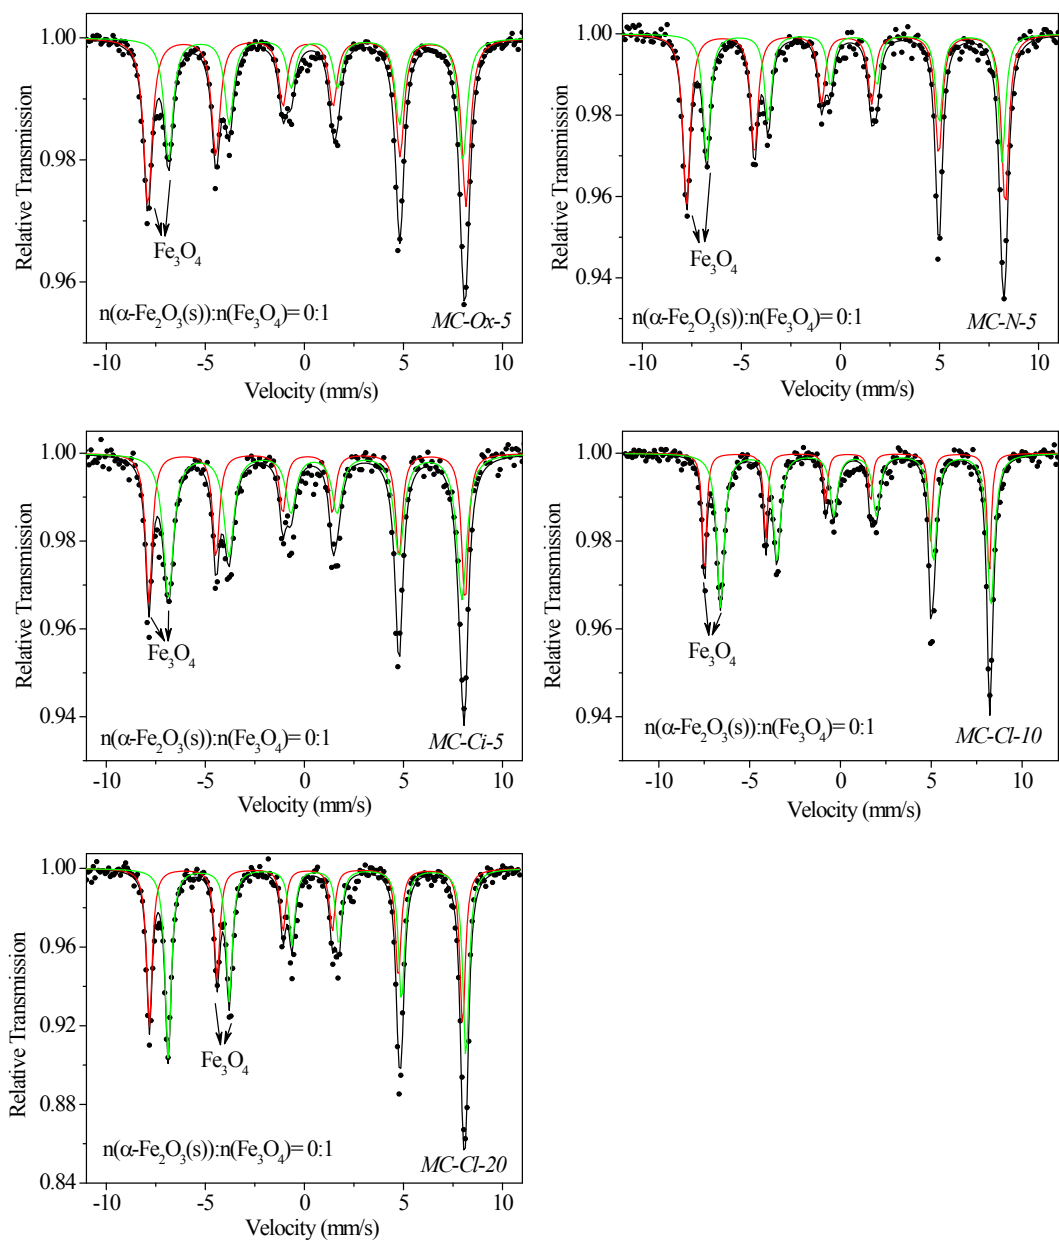 1.00
0.98
0.96
Relative Transmission
Fe₃O₄
n(α-Fe₂O₃(s)):n(Fe₃O₄)= 0:1
MC-Ox-5
-10 -5 0 5 10
Velocity (mm/s)
1.00
0.98
0.96
0.94
Relative Transmission
Fe₃O₄
n(α-Fe₂O₃(s)):n(Fe₃O₄)= 0:1
MC-N-5
-10 -5 0 5 10
Velocity (mm/s)
1.00
0.98
0.96
0.94
Relative Transmission
Fe₃O₄
n(α-Fe₂O₃(s)):n(Fe₃O₄)= 0:1
MC-Ci-5
-10 -5 0 5 10
Velocity (mm/s)
1.00
0.98
0.96
0.94
Relative Transmission
Fe₃O₄
n(α-Fe₂O₃(s)):n(Fe₃O₄)= 0:1
MC-Cl-10
-10 -5 0 5 10
Velocity (mm/s)
1.00
0.96
0.92
0.88
0.84
Relative Transmission
Fe₃O₄
n(α-Fe₂O₃(s)):n(Fe₃O₄)= 0:1
MC-Cl-20
-10 -5 0 5 10
Velocity (mm/s)